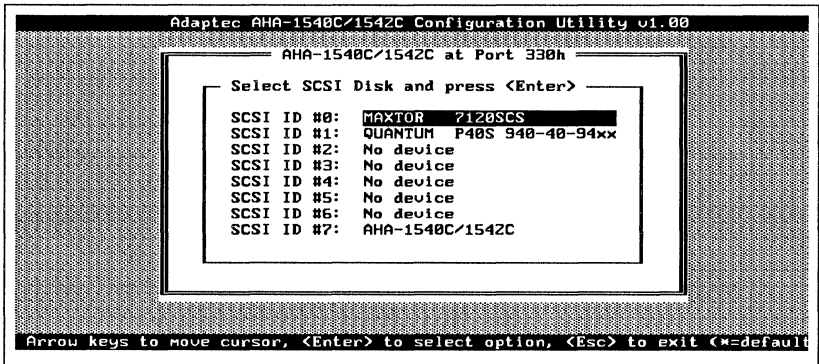 Adaptec AHA-1540C/1542C Configuration Utility v1.00
AHA-1540C/1542C at Port 330h
Select SCSI Disk and press <Enter>
SCSI ID #0: MAXTOR 7120SCS
SCSI ID #1: QUANTUM P40S 940-40-94xx
SCSI ID #2: No device
SCSI ID #3: No device
SCSI ID #4: No device
SCSI ID #5: No device
SCSI ID #6: No device
SCSI ID #7: AHA-1540C/1542C
Arrow keys to move cursor, <Enter> to select option, <Esc> to exit (*=default